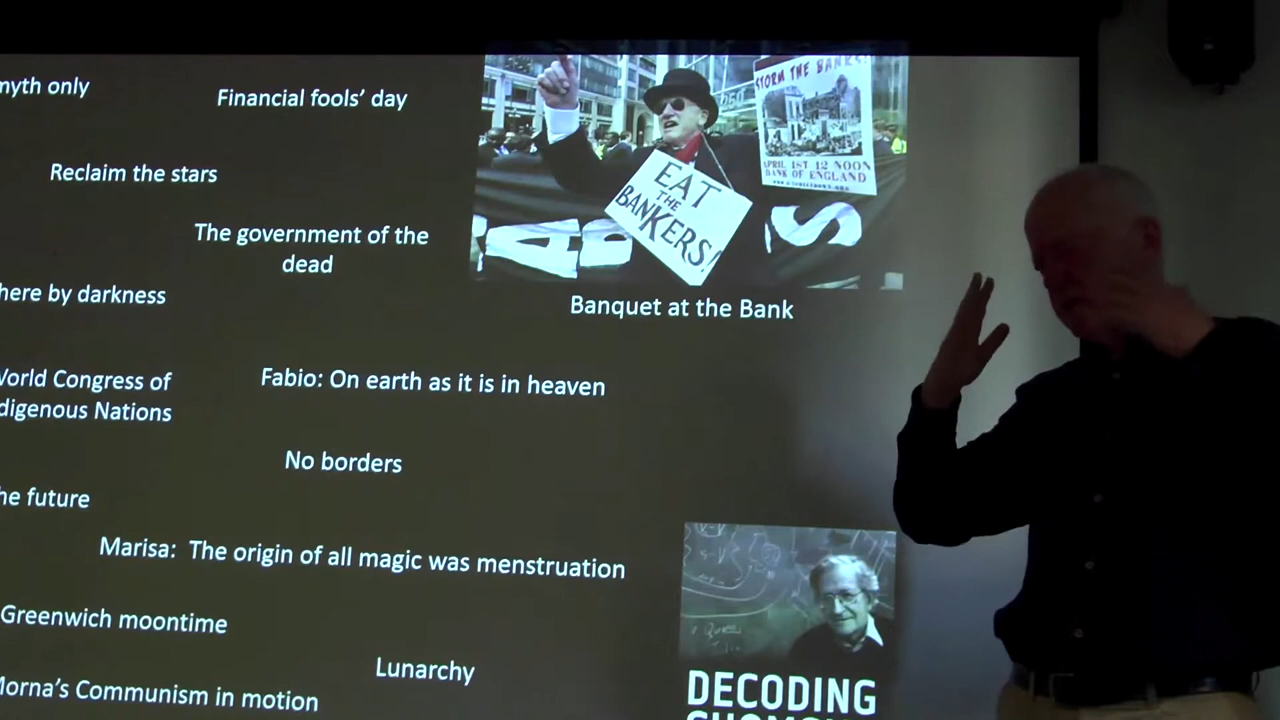 myth only
Financial fools' day
STORM THE BANKS!
APRIL 1ST 12 NOON
BANK OF ENGLAND
EAT
THE
BANKERS!
Reclaim the stars
The government of the
dead
here by darkness
Banquet at the Bank
World Congress of
digenous Nations
Fabio: On earth as it is in heaven
No borders
he future
Marisa: The origin of all magic was menstruation
Greenwich moontime
Lunarchy
Morna's Communism in motion
DECODING